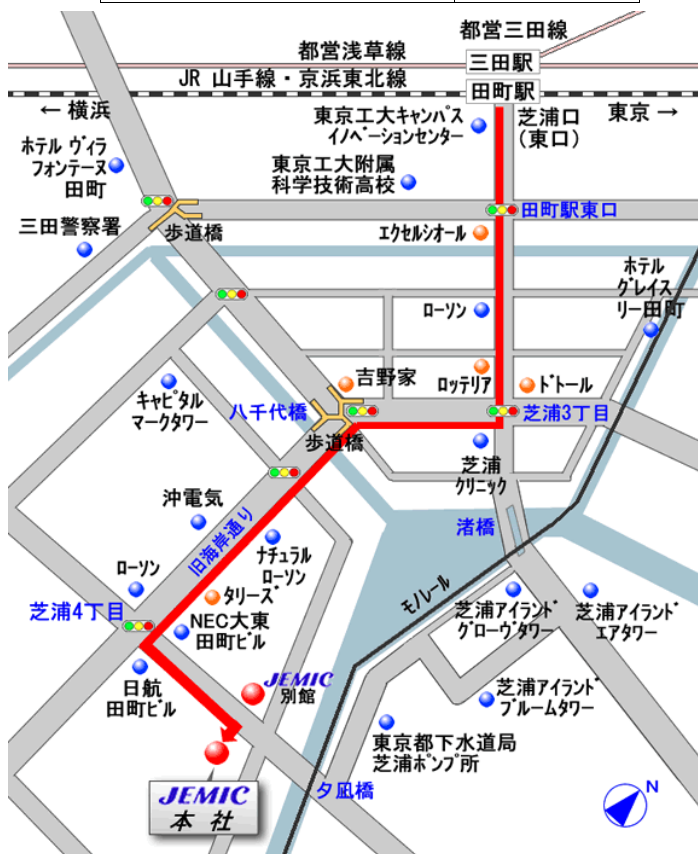 都営三田線
都営浅草線
三田駅
JR 山手線・京浜東北線
田町駅
← 横浜
東京 →
芝浦口
(東口)
東京工大キャンパス
イノベーションセンター
ホテル ヴィラ
フォンテーヌ
田町
東京工大附属
科学技術高校
田町駅東口
三田警察署
歩道橋
エクセルシオール
ホテル
グレイス
リー田町
ローソン
吉野家
ロッテリア
ドトール
キャピタル
マークタワー
八千代橋
芝浦3丁目
歩道橋
芝浦
クリニック
沖電気
旧海岸通り
渚橋
ナチュラル
ローソン
ローソン
タリーズ
モノレール
芝浦4丁目
NEC大東
田町ビル
芝浦アイランド
グローヴタワー
芝浦アイランド
エアタワー
日航
田町ビル
JEMIC
別館
芝浦アイランド
ブルームタワー
東京都下水道局
芝浦ポンプ所
夕凪橋
JEMIC
本 社
N